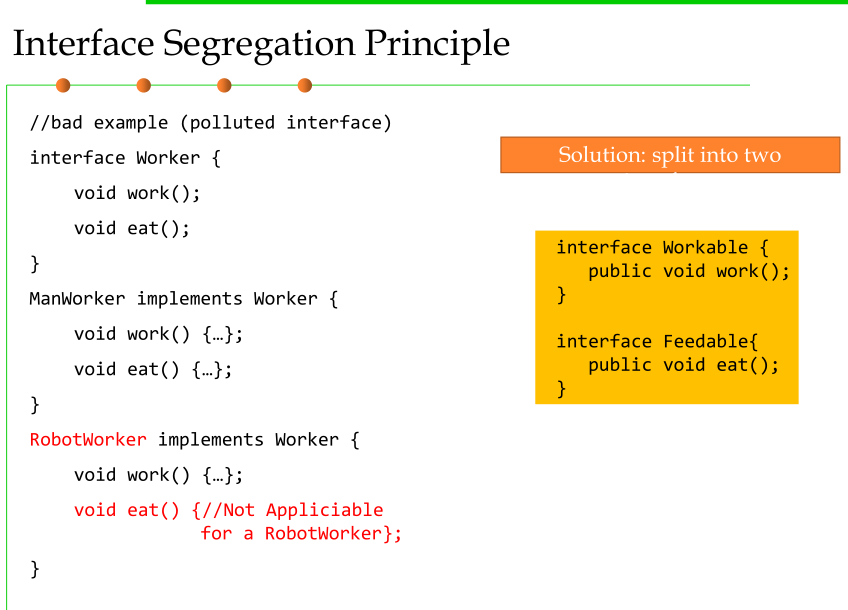 Interface Segregation Principle
//bad example (polluted interface)
interface Worker {
void work();
void eat();
}
ManWorker implements Worker {
void work() {…};
void eat() {…};
}
RobotWorker implements Worker {
void work() {…};
void eat() {//Not Appliciable
for a RobotWorker};
}
Solution: split into two
interface Workable {
public void work();
}
interface Feedable{
public void eat();
}